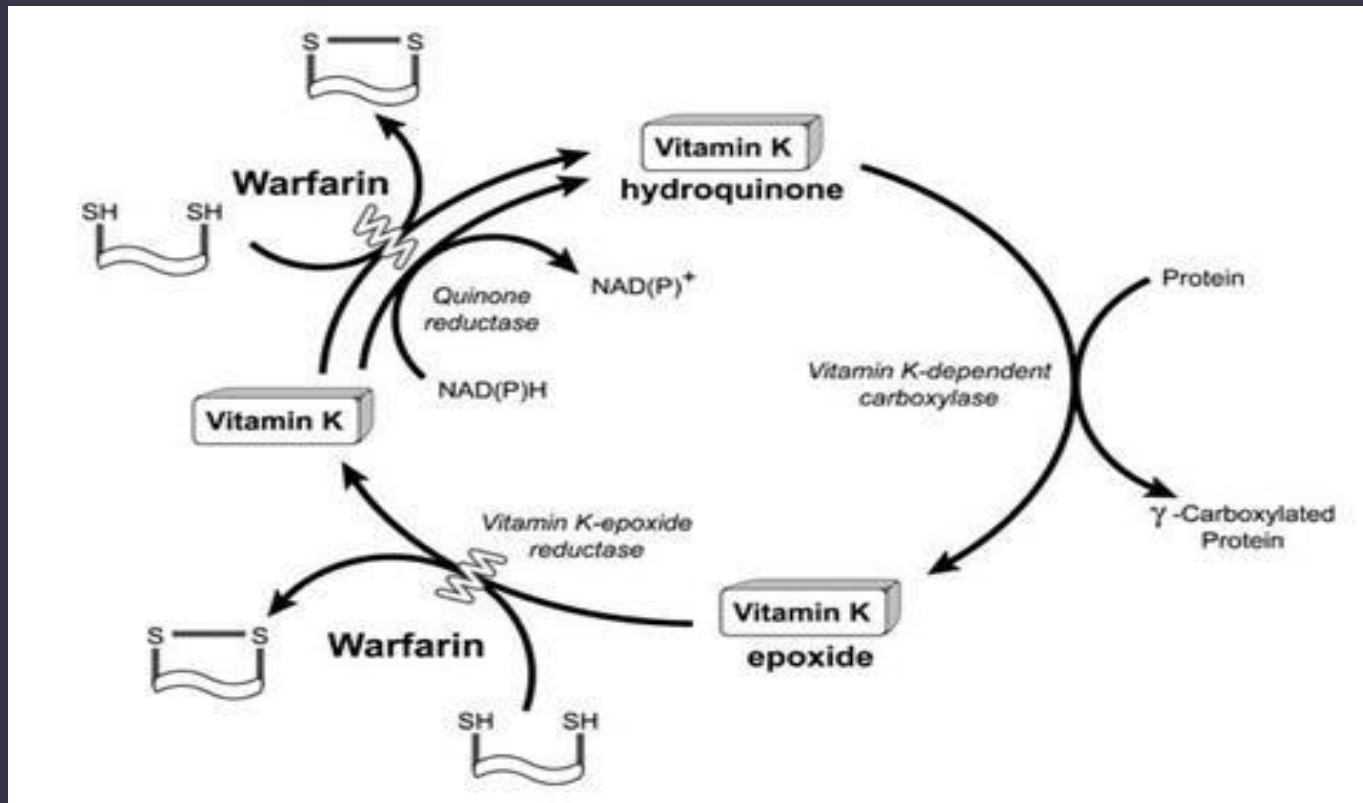 S S
Warfarin
SH SH
Vitamin K
hydroquinone
NAD(P)+
Quinone
reductase
NAD(P)H
Protein
Vitamin K-dependent
carboxylase
γ-Carboxylated
Protein
Vitamin K
Vitamin K-epoxide
reductase
Vitamin K
epoxide
S S
Warfarin
SH SH